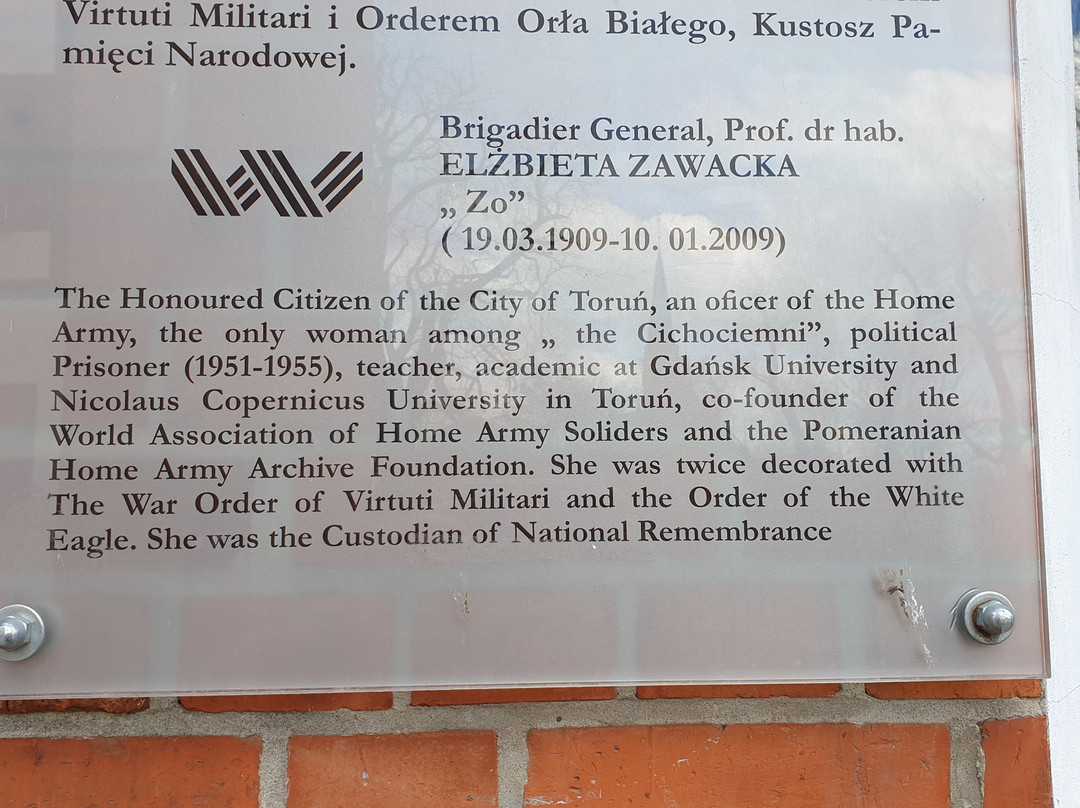 Virtuti Militari i Orderem Orła Białego, Kustosz Pa-
mięci Narodowej.
Brigadier General, Prof. dr hab.
ELŻBIETA ZAWACKA
„ Zo”
( 19.03.1909-10. 01.2009)
The Honoured Citizen of the City of Toruń, an oficer of the Home
Army, the only woman among „ the Cichociemni”, political
Prisoner (1951-1955), teacher, academic at Gdańsk University and
Nicolaus Copernicus University in Toruń, co-founder of the
World Association of Home Army Soliders and the Pomeranian
Home Army Archive Foundation. She was twice decorated with
The War Order of Virtuti Militari and the Order of the White
Eagle. She was the Custodian of National Remembrance